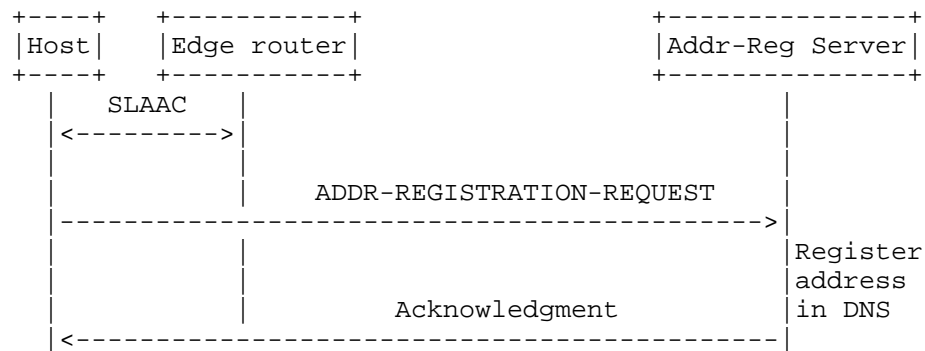 Host Edge router Addr-Reg Server
SLAAC
ADDR-REGISTRATION-REQUEST
Register
address
Acknowledgment in DNS